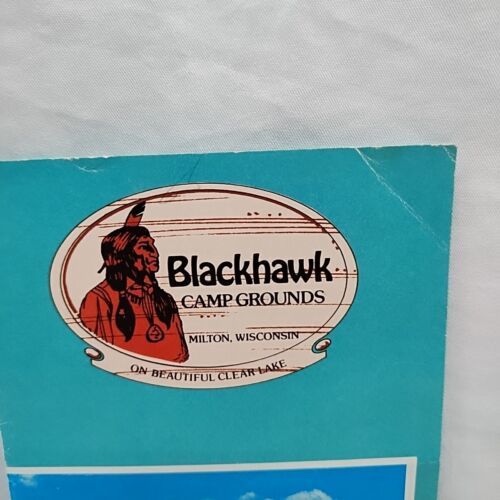 Blackhawk
CAMP GROUNDS
MILTON, WISCONSIN
ON BEAUTIFUL CLEAR LAKE